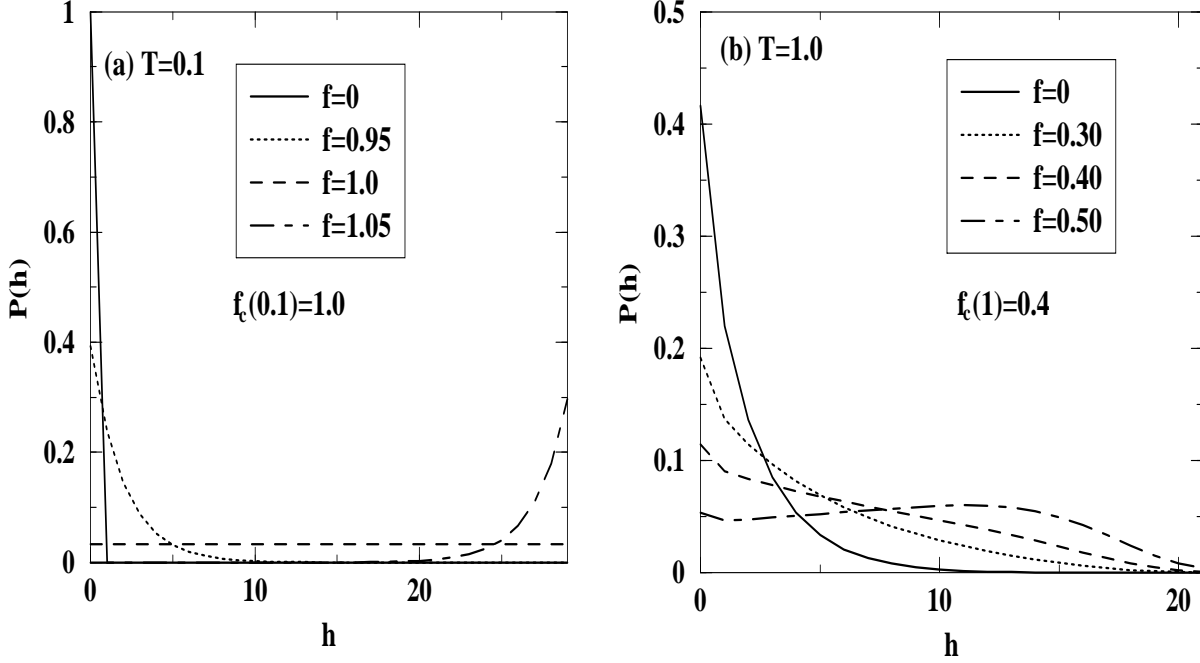 (a) T=0.1
f=0
f=0.95
f=1.0
f=1.05
f_c(0.1)=1.0
P(h)
1
0.8
0.6
0.4
0.2
0
0
10
20
h
(b) T=1.0
f=0
f=0.30
f=0.40
f=0.50
f_c(1)=0.4
P(h)
0.5
0.4
0.3
0.2
0.1
0
0
10
20
h